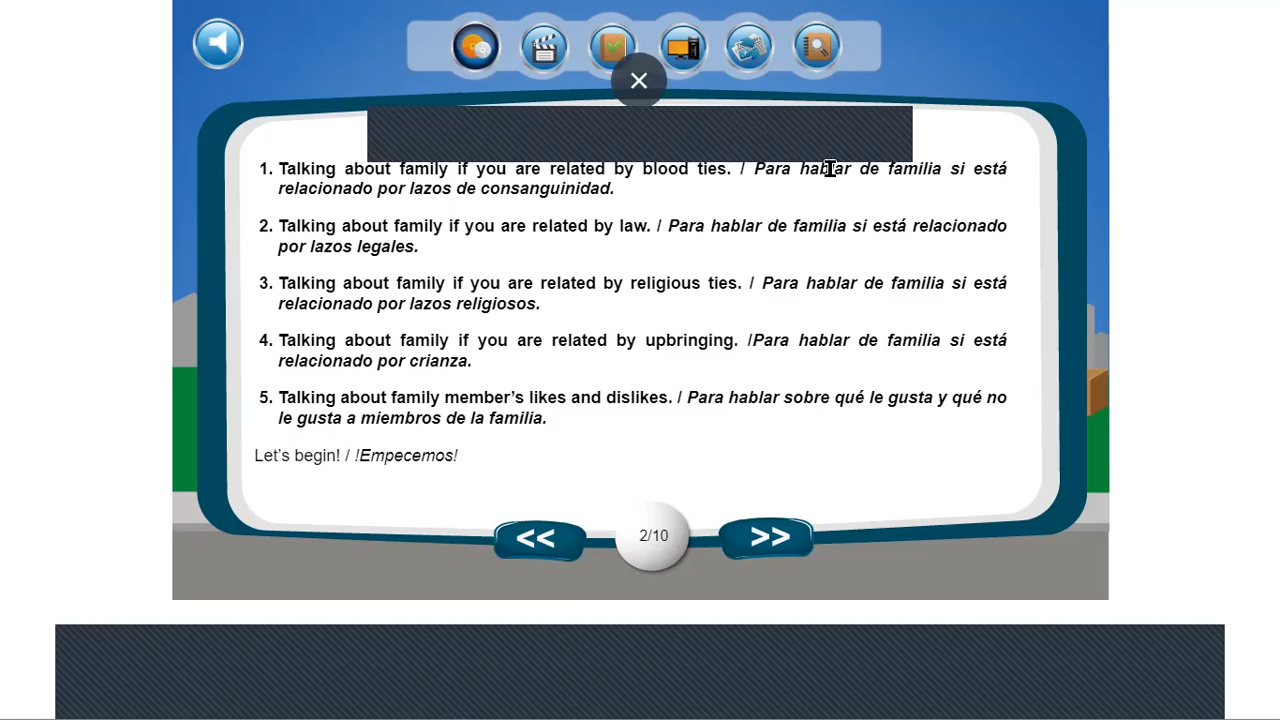 1. Talking about family if you are related by blood ties. / Para hablar de familia si está
relacionado por lazos de consanguinidad.
2. Talking about family if you are related by law. / Para hablar de familia si está relacionado
por lazos legales.
3. Talking about family if you are related by religious ties. / Para hablar de familia si está
relacionado por lazos religiosos.
4. Talking about family if you are related by upbringing. /Para hablar de familia si está
relacionado por crianza.
5. Talking about family member’s likes and dislikes. / Para hablar sobre qué le gusta y qué no
le gusta a miembros de la familia.
Let’s begin! / !Empecemos!
<< 2/10 >>